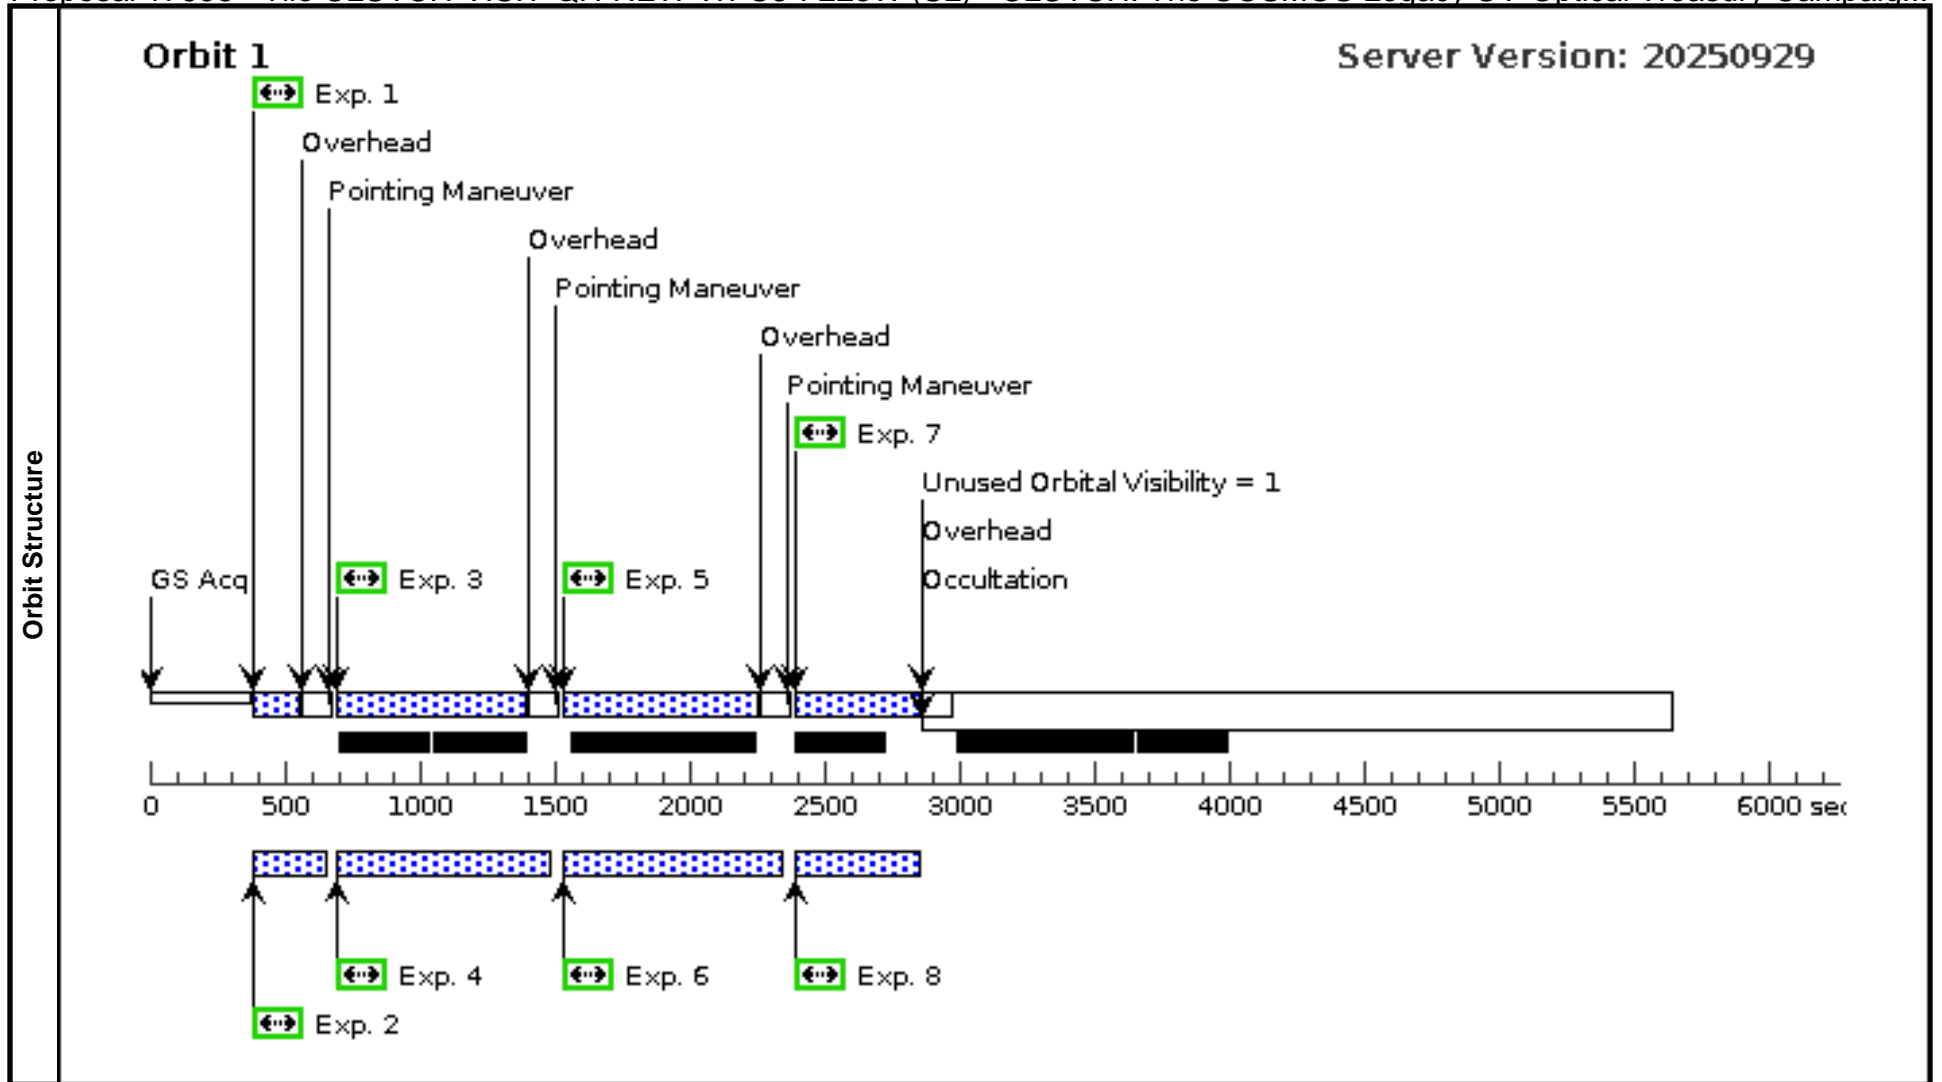 Orbit 1
Server Version: 20250929
Exp. 1
Overhead
Pointing Maneuver
Overhead
Pointing Maneuver
Overhead
Pointing Maneuver
Exp. 7
Unused Orbital Visibility = 1
Overhead
GS Acq
Exp. 3
Exp. 5
Occultation
Orbit Structure
0 500 1000 1500 2000 2500 3000 3500 4000 4500 5000 5500 6000 sec
Exp. 4
Exp. 6
Exp. 8
Exp. 2